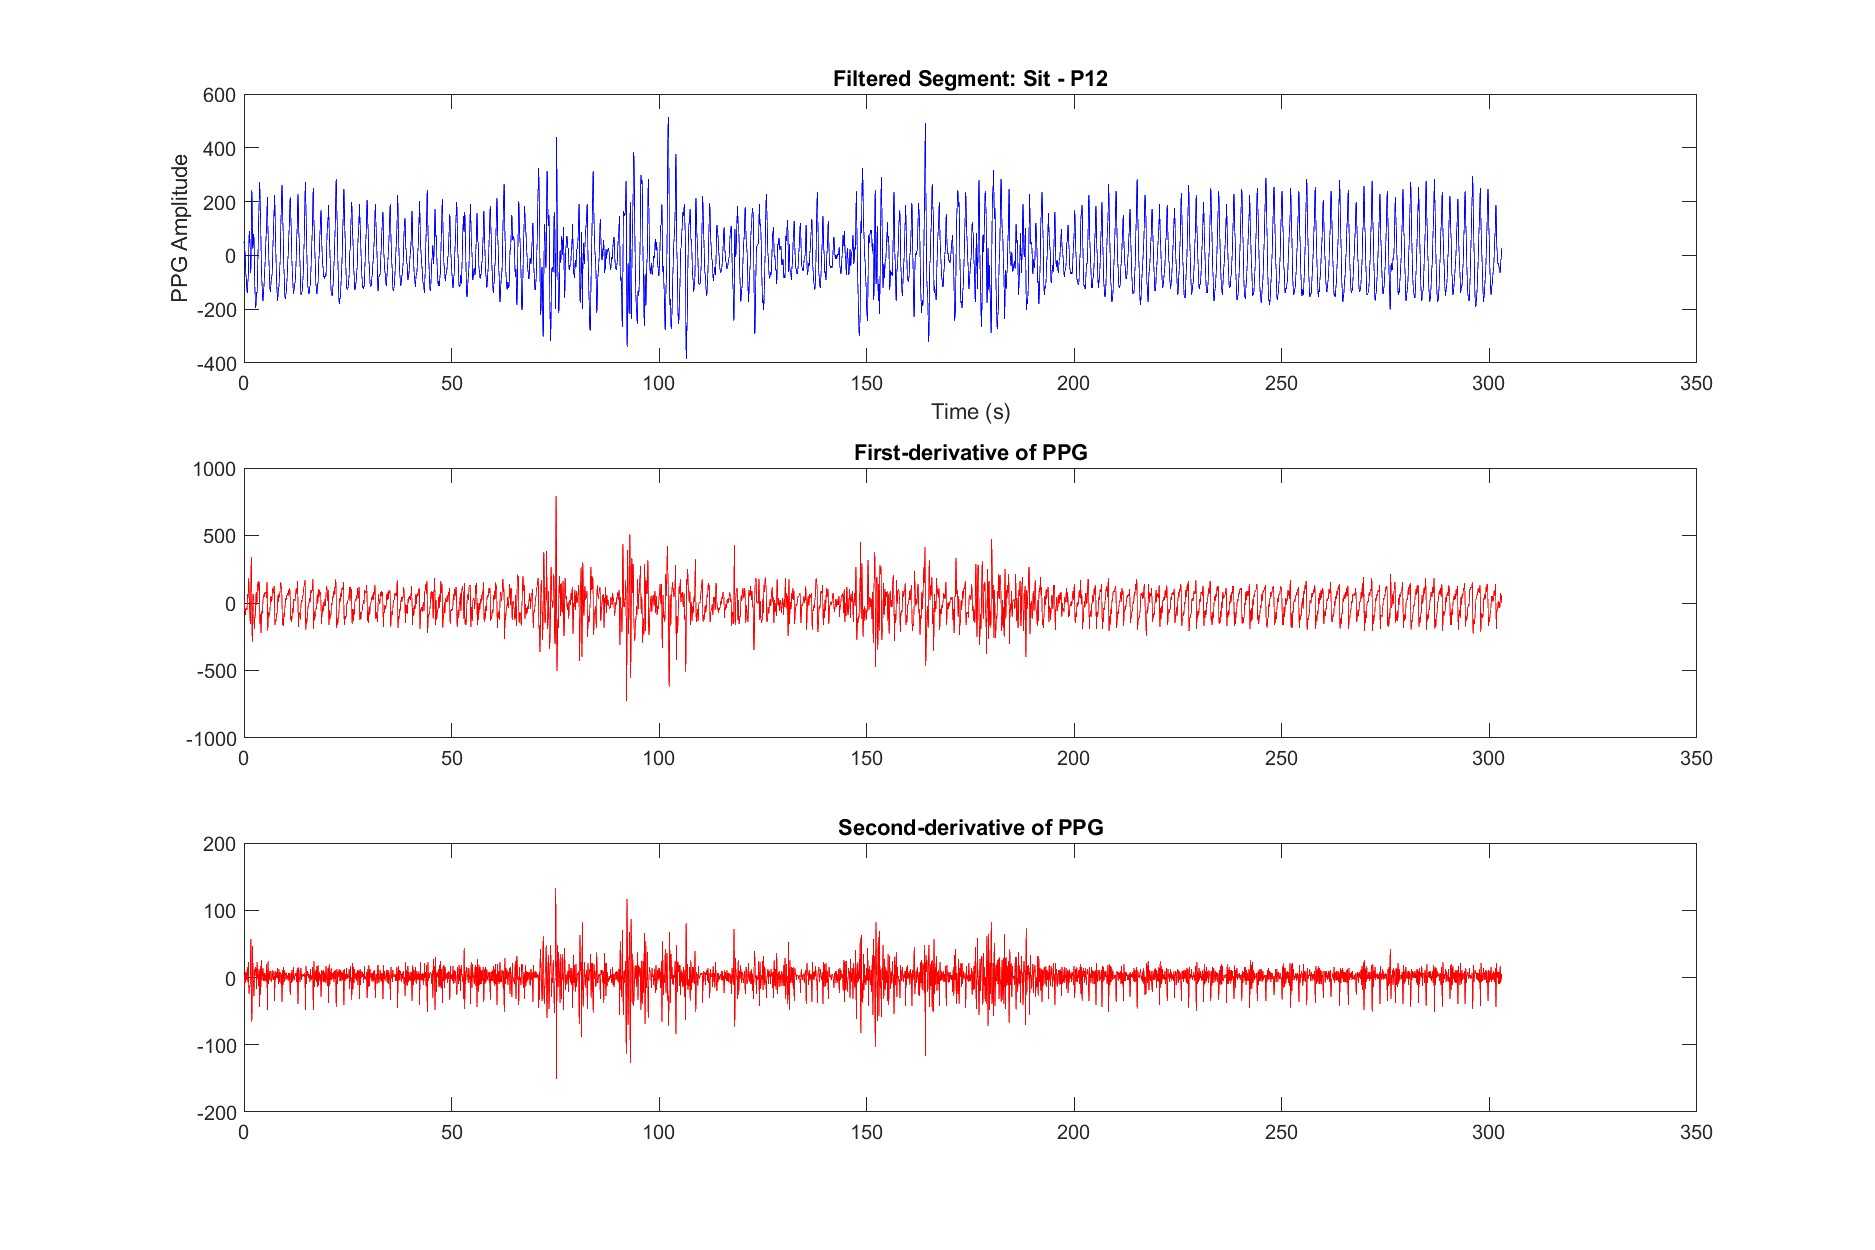 Filtered Segment: Sit - P12
600
400
200
0
-200
-400
PPG Amplitude
0 50 100 150 200 250 300 350
Time (s)
First-derivative of PPG
1000
500
0
-500
-1000
0 50 100 150 200 250 300 350
Second-derivative of PPG
200
100
0
-100
-200
0 50 100 150 200 250 300 350